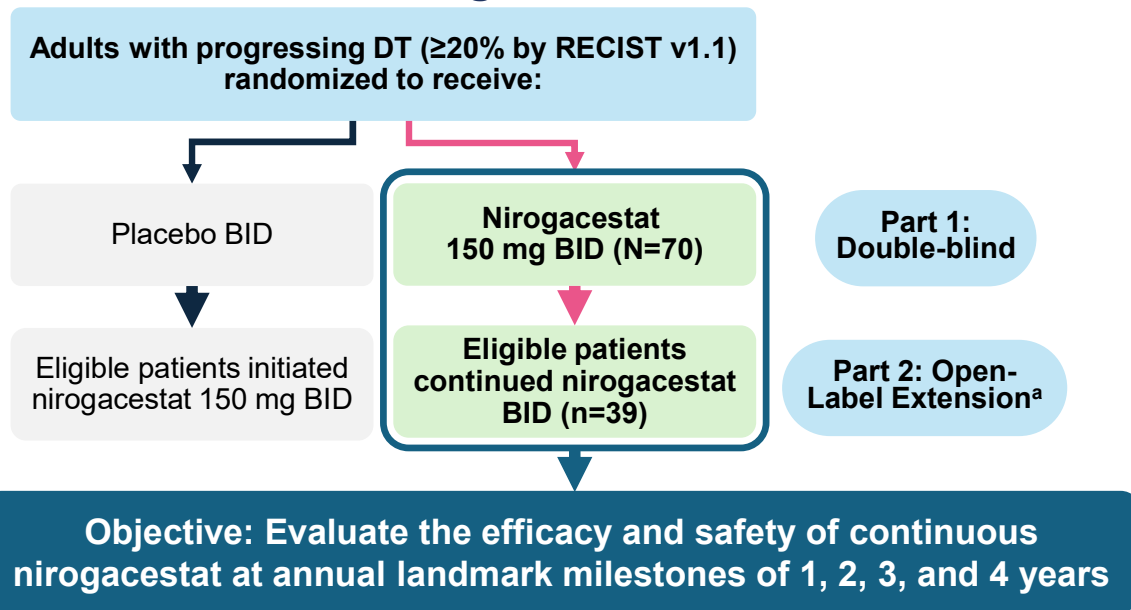 Adults with progressing DT (≥20% by RECIST v1.1)
randomized to receive:
Placebo BID
Nirogacestat
150 mg BID (N=70)
Part 1:
Double-blind
Eligible patients initiated
nirogacestat 150 mg BID
Eligible patients
continued nirogacestat
BID (n=39)
Part 2: Open-
Label Extensionᵃ
Objective: Evaluate the efficacy and safety of continuous
nirogacestat at annual landmark milestones of 1, 2, 3, and 4 years